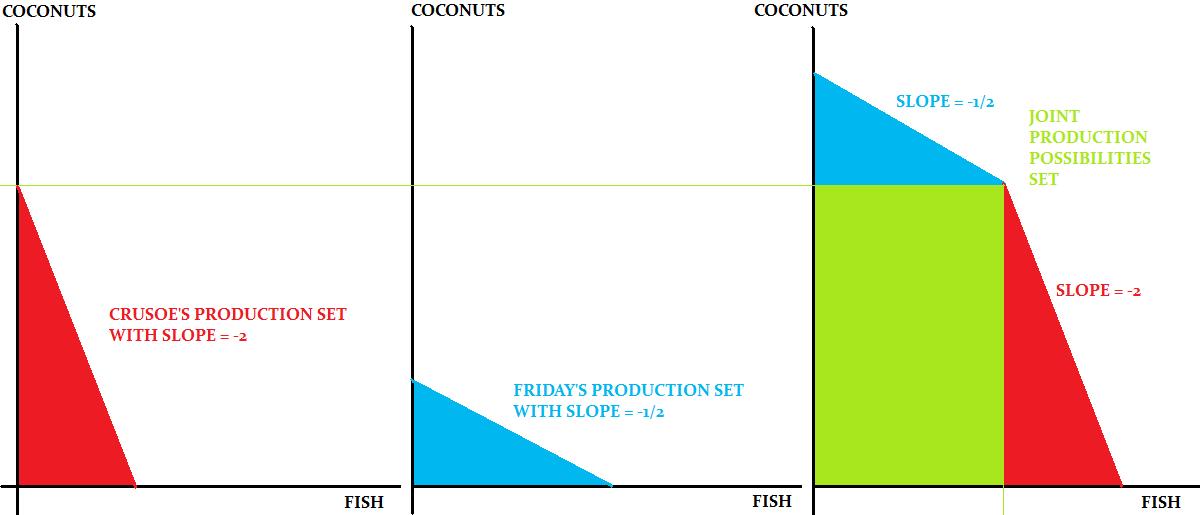 COCONUTS
CRUSOE'S PRODUCTION SET
WITH SLOPE = -2
FISH
COCONUTS
FRIDAY'S PRODUCTION SET
WITH SLOPE = -1/2
FISH
COCONUTS
SLOPE = -1/2
JOINT
PRODUCTION
POSSIBILITIES
SET
SLOPE = -2
FISH